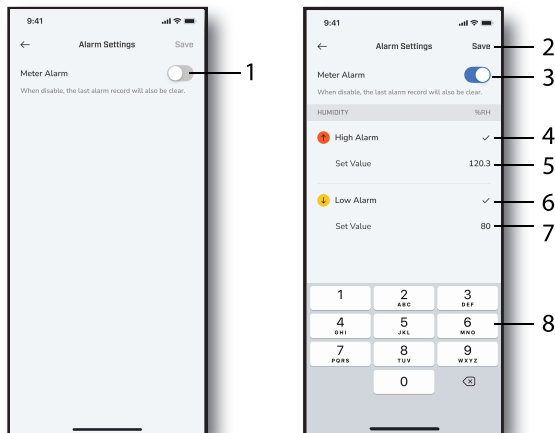 9:41
Alarm Settings Save
Meter Alarm
When disable, the last alarm record will also be clear.
1
9:41
Alarm Settings Save
2
Meter Alarm
3
When disable, the last alarm record will also be clear.
HUMIDITY %RH
High Alarm
4
Set Value 120.3
5
Low Alarm
6
Set Value 80
7
1 2 3
ABC DEF
4 5 6
GHI JKL MNO
8
7 8 9
PQRS TUV WXYZ
0